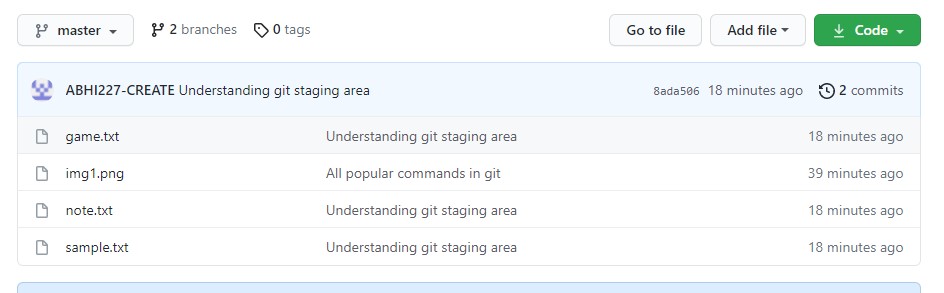 master 2 branches 0 tags Go to file Add file Code
ABHI227-CREATE Understanding git staging area 8ada506 18 minutes ago 2 commits
game.txt Understanding git staging area 18 minutes ago
img1.png All popular commands in git 39 minutes ago
note.txt Understanding git staging area 18 minutes ago
sample.txt Understanding git staging area 18 minutes ago